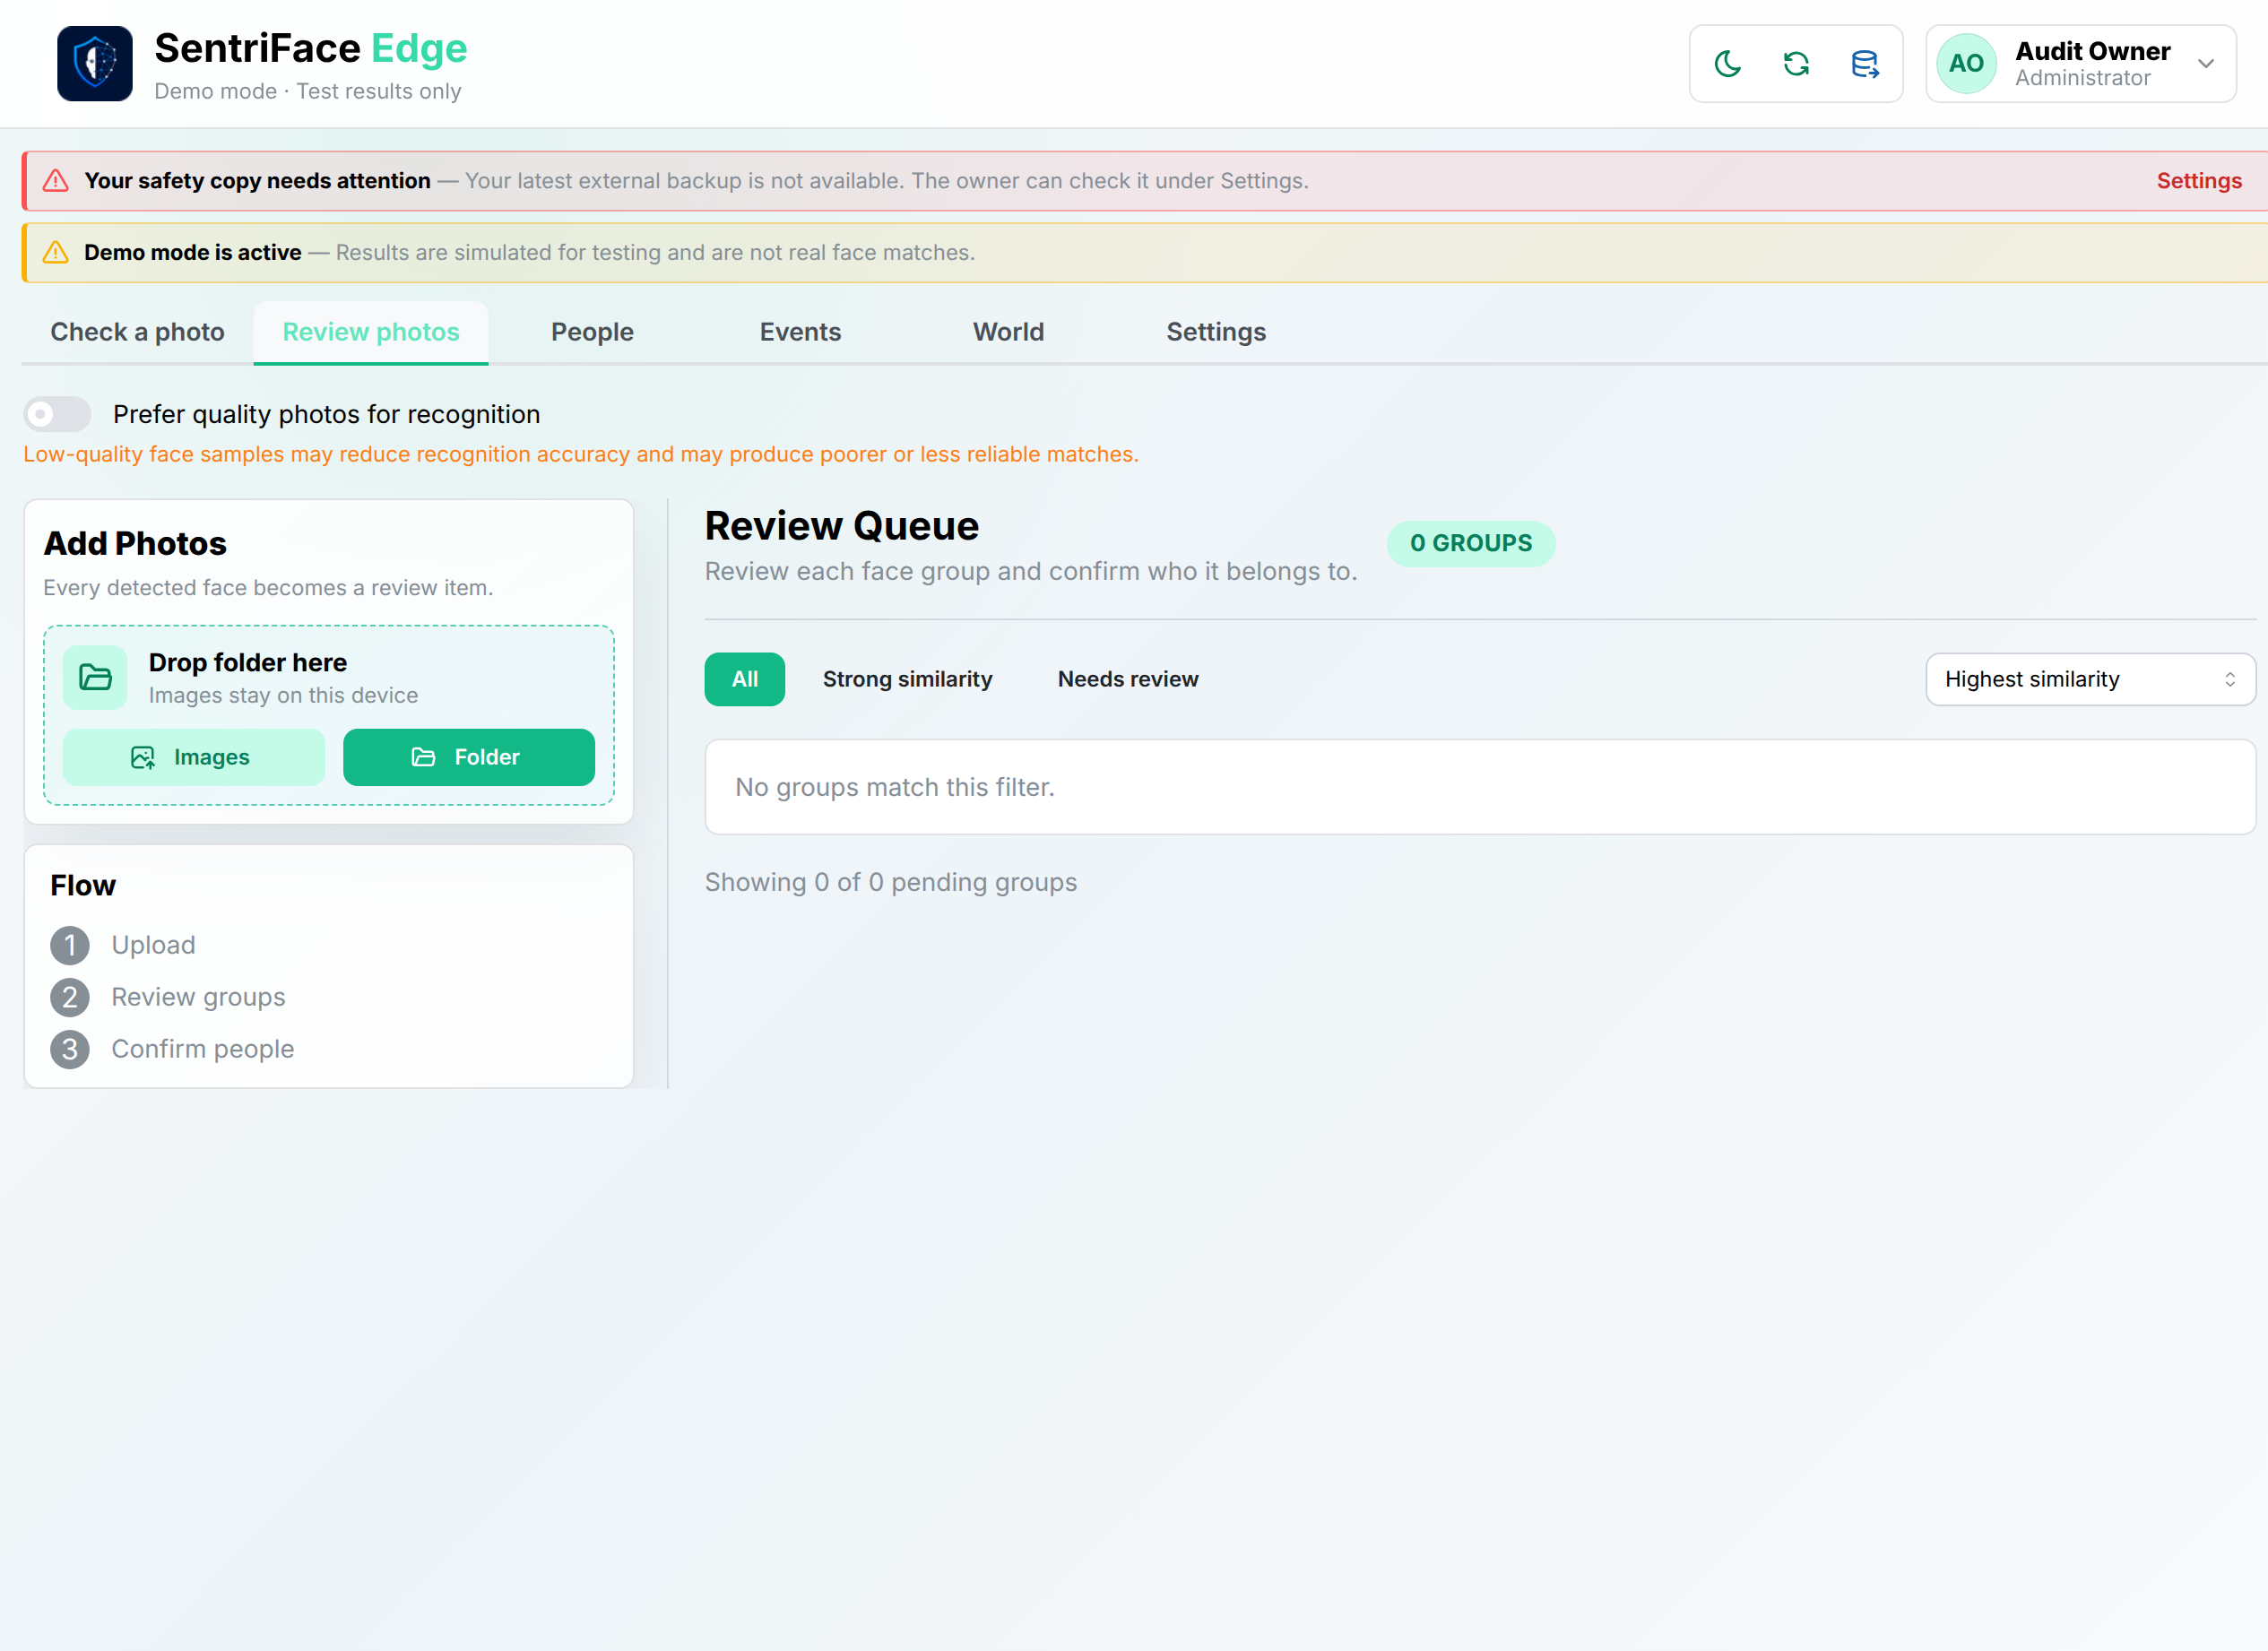 SentriFace Edge
Demo mode · Test results only
AO
Audit Owner
Administrator
Your safety copy needs attention — Your latest external backup is not available. The owner can check it under Settings.
Settings
Demo mode is active — Results are simulated for testing and are not real face matches.
Check a photo
Review photos
People
Events
World
Settings
Prefer quality photos for recognition
Low-quality face samples may reduce recognition accuracy and may produce poorer or less reliable matches.
Add Photos
Every detected face becomes a review item.
Drop folder here
Images stay on this device
Images
Folder
Flow
1 Upload
2 Review groups
3 Confirm people
Review Queue
Review each face group and confirm who it belongs to.
0 GROUPS
All
Strong similarity
Needs review
Highest similarity
No groups match this filter.
Showing 0 of 0 pending groups